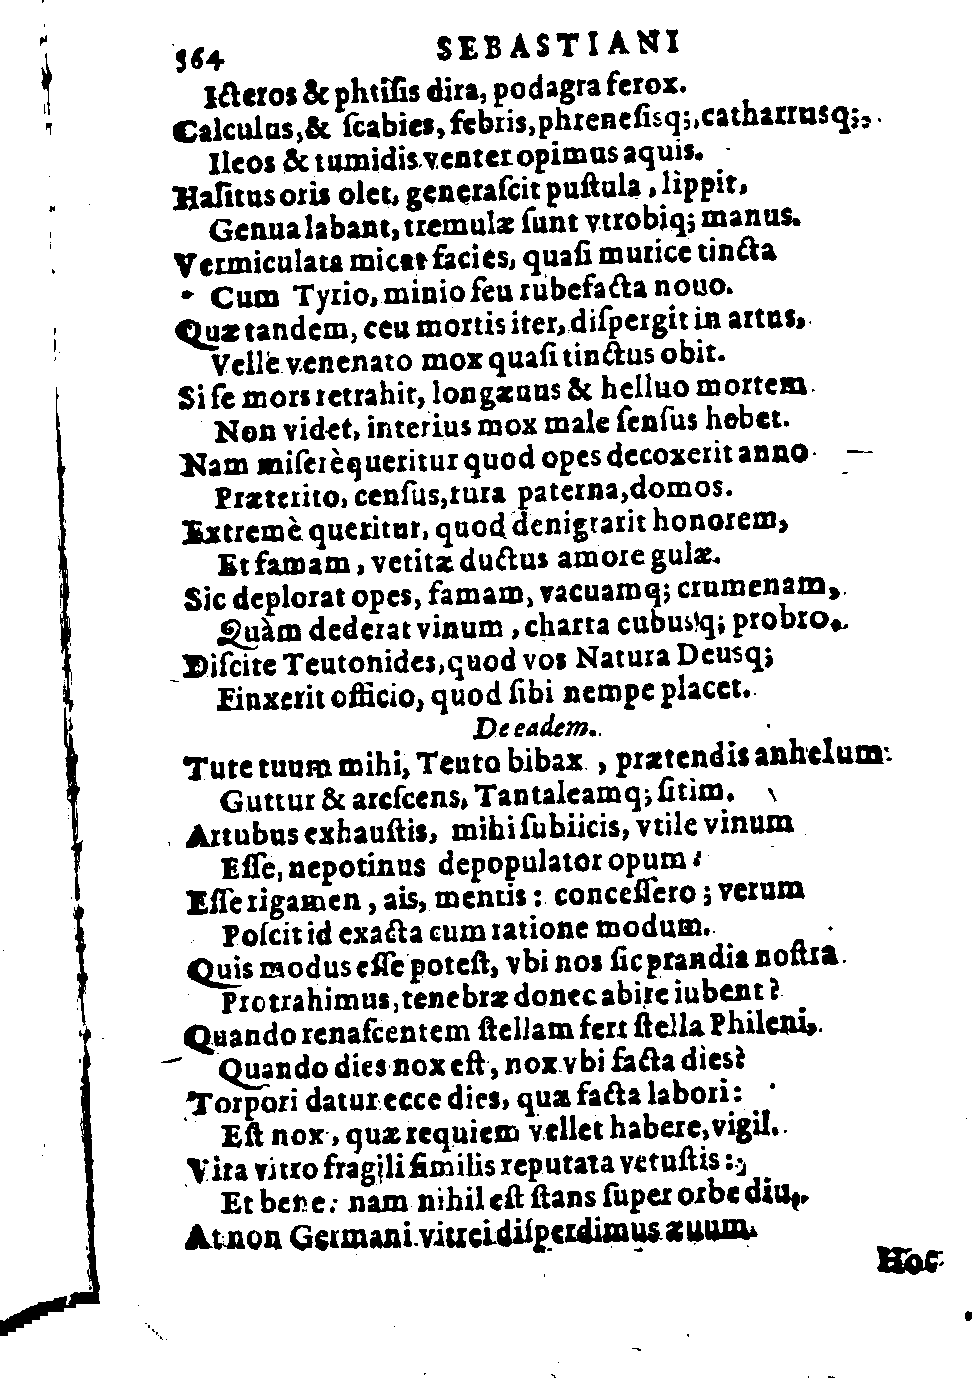 364 SEBASTIANI
Icteros & phtisis dira, podagra ferox.
Calculus, & ſcabies, febris, phreneſisq;, catharrusq;,
Ileos & tumidis venter opimus aquis.
Halitus oris olet, generaſcit puſtula, lippit,
Genua labant, tremulæ ſunt vtrobiq; manus.
Vermiculata micat facies, quaſi murice tincta
Cum Tyrio, minio ſeu rubefacta nouo.
Quæ tandem, ceu mortis iter, diſpergit in artus,
Velle venenato mox quaſi tinctus obit.
Si ſe mors retrahit, longæuus & helluo mortem
Non videt, interius mox male ſenſus hebet.
Nam miſerè queritur quod opes decoxerit anno
Præterito, cenſus, rura paterna, domos.
Extremè queritur, quod denigrarit honorem,
Et famam, vetitæ ductus amore gulæ.
Sic deplorat opes, famam, vacuamq; crumenam,
Quàm dederat vinum, charta cubusq; probro.
Diſcite Teutonides, quod vos Natura Deusq;
Finxerit officio, quod ſibi nempe placet.
De eadem.
Tute tuum mihi, Teuto bibax, prætendis anhelum
Guttur & areſcens, Tantaleamq; ſitim.
Artubus exhauſtis, mihi ſubiicis, vtile vinum
Eſſe, nepotinus depopulator opum:
Eſſe rigamen, ais, mentis: conceſſero; verum
Poſcit id exacta cum ratione modum.
Quis modus eſſe poteſt, vbi nos ſic prandia noſtra
Protrahimus, tenebræ donec abire iubent?
Quando renaſcentem ſtellam fert ſtella Phileni,
Quando dies nox eſt, nox vbi facta dies?
Torpori datur ecce dies, quæ facta labori:
Eſt nox, quæ requiem vellet habere, vigil.
Vita vitro fragili ſimilis reputata vetuſtis:
Et bene: nam nihil eſt ſtans ſuper orbe diu,
At non Germani vitrei diſperdimus æuum.
Hoc